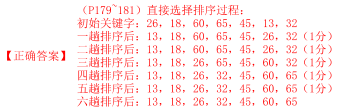 （P179~181）直接选择排序过程：
初始关键字：26，18，60，65，45，13，32
一趟排序后：13，18，60，65，45，26，32（1分）
二趟排序后：13，18，60，65，45，26，32（1分）
【正确答案】三趟排序后：13，18，26，65，45，60，32（1分）
四趟排序后：13，18，26，32，45，60，65（1分）
五趟排序后：13，18，26，32，45，60，65（1分）
六趟排序后：13，18，26，32，45，60，65